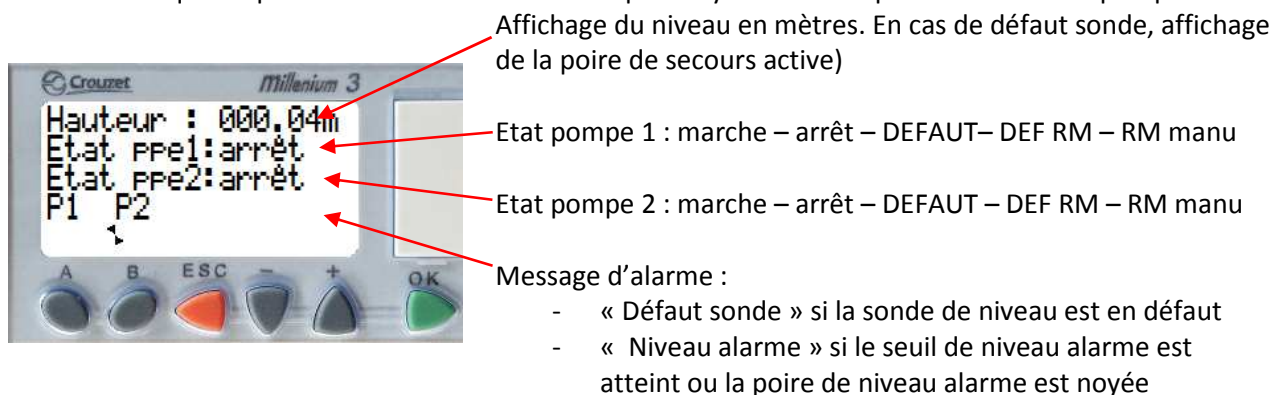 Affichage du niveau en mètres. En cas de défaut sonde, affichage
de la poire de secours active)
Crouzet Millenium 3
Hauteur : 000.04m
Etat ppe1:arrêt
Etat ppe2:arrêt
P1 P2
A B ESC - + OK
Etat pompe 1 : marche – arrêt – DEFAUT– DEF RM – RM manu
Etat pompe 2 : marche – arrêt – DEFAUT – DEF RM – RM manu
Message d’alarme :
- « Défaut sonde » si la sonde de niveau est en défaut
- « Niveau alarme » si le seuil de niveau alarme est
atteint ou la poire de niveau alarme est noyée